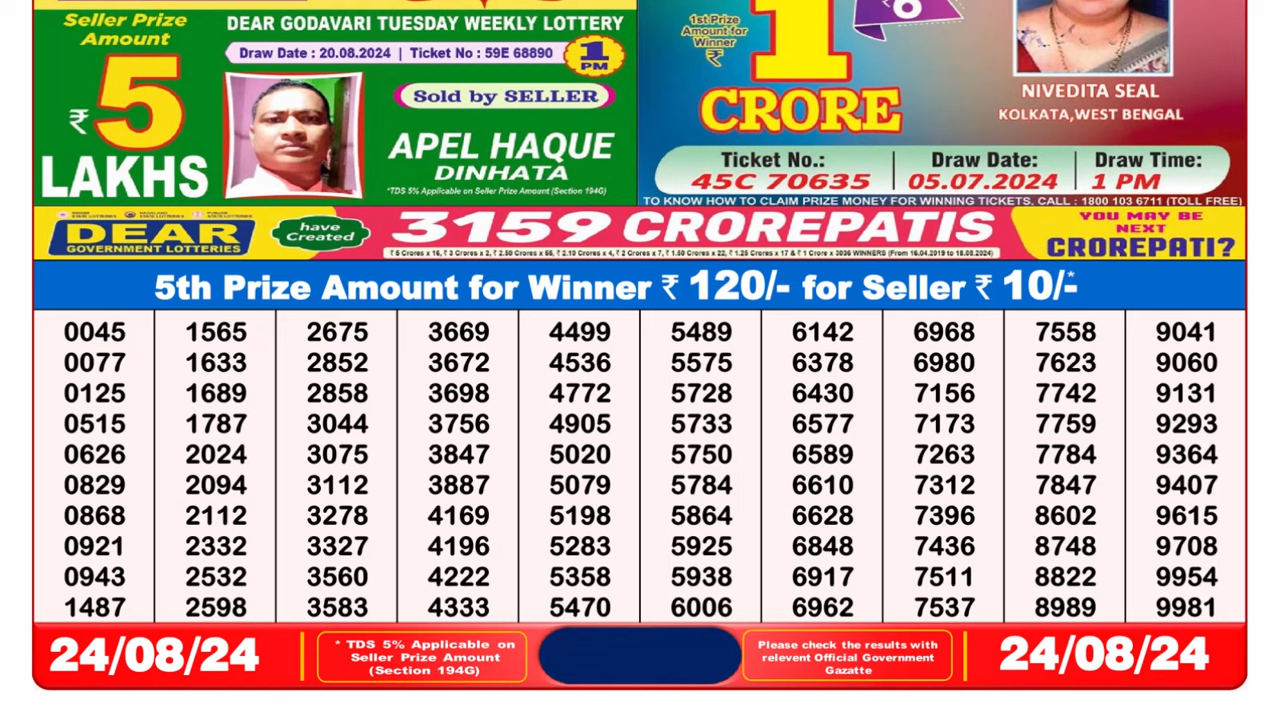 Seller Prize
Amount
₹5
LAKHS
DEAR GODAVARI TUESDAY WEEKLY LOTTERY
Draw Date : 20.08.2024 | Ticket No : 59E 68890
1
PM
Sold by SELLER
APEL HAQUE
DINHATA
*TDS 5% Applicable on Seller Prize Amount (Section 194G)
1st Prize
Amount for
Winner
₹
1
CRORE
NIVEDITA SEAL
KOLKATA,WEST BENGAL
Ticket No.:
45C 70635
Draw Date:
05.07.2024
Draw Time:
1 PM
TO KNOW HOW TO CLAIM PRIZE MONEY FOR WINNING TICKETS, CALL : 1800 103 6711 (TOLL FREE)
DEAR
GOVERNMENT LOTTERIES
have
Created
3159 CROREPATIS
YOU MAY BE
NEXT
CROREPATI?
5th Prize Amount for Winner ₹ 120/- for Seller ₹ 10/-*
0045 1565 2675 3669 4499 5489 6142 6968 7558 9041
0077 1633 2852 3672 4536 5575 6378 6980 7623 9060
0125 1689 2858 3698 4772 5728 6430 7156 7742 9131
0515 1787 3044 3756 4905 5733 6577 7173 7759 9293
0626 2024 3075 3847 5020 5750 6589 7263 7784 9364
0829 2094 3112 3887 5079 5784 6610 7312 7847 9407
0868 2112 3278 4169 5198 5864 6628 7396 8602 9615
0921 2332 3327 4196 5283 5925 6848 7436 8748 9708
0943 2532 3560 4222 5358 5938 6917 7511 8822 9954
1487 2598 3583 4333 5470 6006 6962 7537 8989 9981
24/08/24
* TDS 5% Applicable on
Seller Prize Amount
(Section 194G)
Please check the results with
relevent Official Government
Gazatte
24/08/24